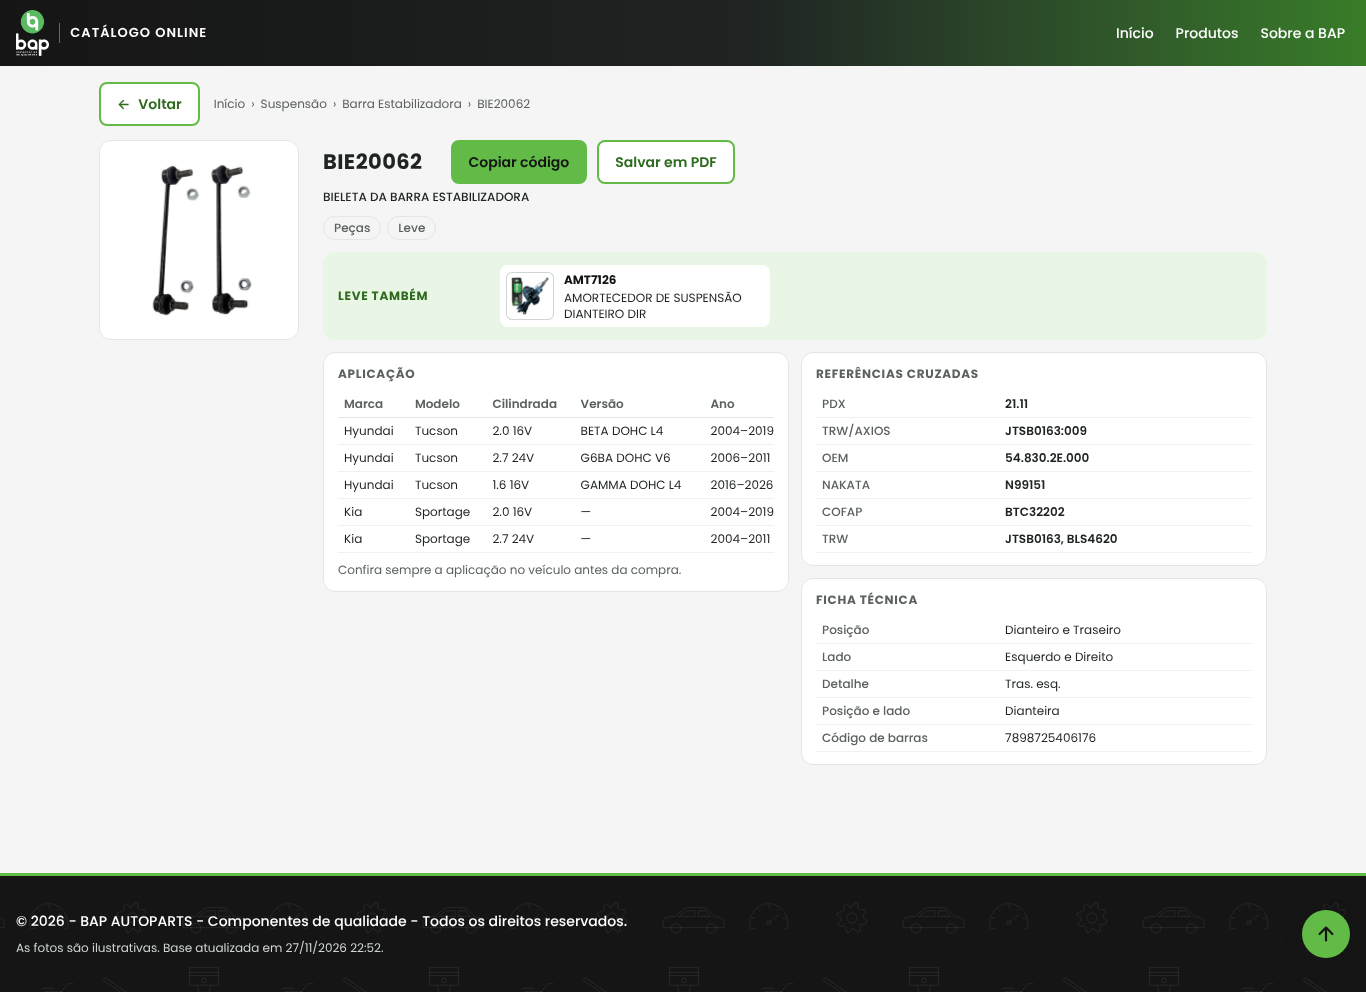 bap
CATÁLOGO ONLINE
Início
Produtos
Sobre a BAP
← Voltar
Início › Suspensão › Barra Estabilizadora › BIE20062
BIE20062
Copiar código
Salvar em PDF
BIELETA DA BARRA ESTABILIZADORA
Peças
Leve
LEVE TAMBÉM
AMT7126
AMORTECEDOR DE SUSPENSÃO
DIANTEIRO DIR
APLICAÇÃO
Marca Modelo Cilindrada Versão Ano
Hyundai Tucson 2.0 16V BETA DOHC L4 2004–2019
Hyundai Tucson 2.7 24V G6BA DOHC V6 2006–2011
Hyundai Tucson 1.6 16V GAMMA DOHC L4 2016–2026
Kia Sportage 2.0 16V — 2004–2019
Kia Sportage 2.7 24V — 2004–2011
Confira sempre a aplicação no veículo antes da compra.
REFERÊNCIAS CRUZADAS
PDX 21.11
TRW/AXIOS JTSB0163:009
OEM 54.830.2E.000
NAKATA N99151
COFAP BTC32202
TRW JTSB0163, BLS4620
FICHA TÉCNICA
Posição Dianteiro e Traseiro
Lado Esquerdo e Direito
Detalhe Tras. esq.
Posição e lado Dianteira
Código de barras 7898725406176
© 2026 - BAP AUTOPARTS - Componentes de qualidade - Todos os direitos reservados.
As fotos são ilustrativas. Base atualizada em 27/11/2026 22:52.